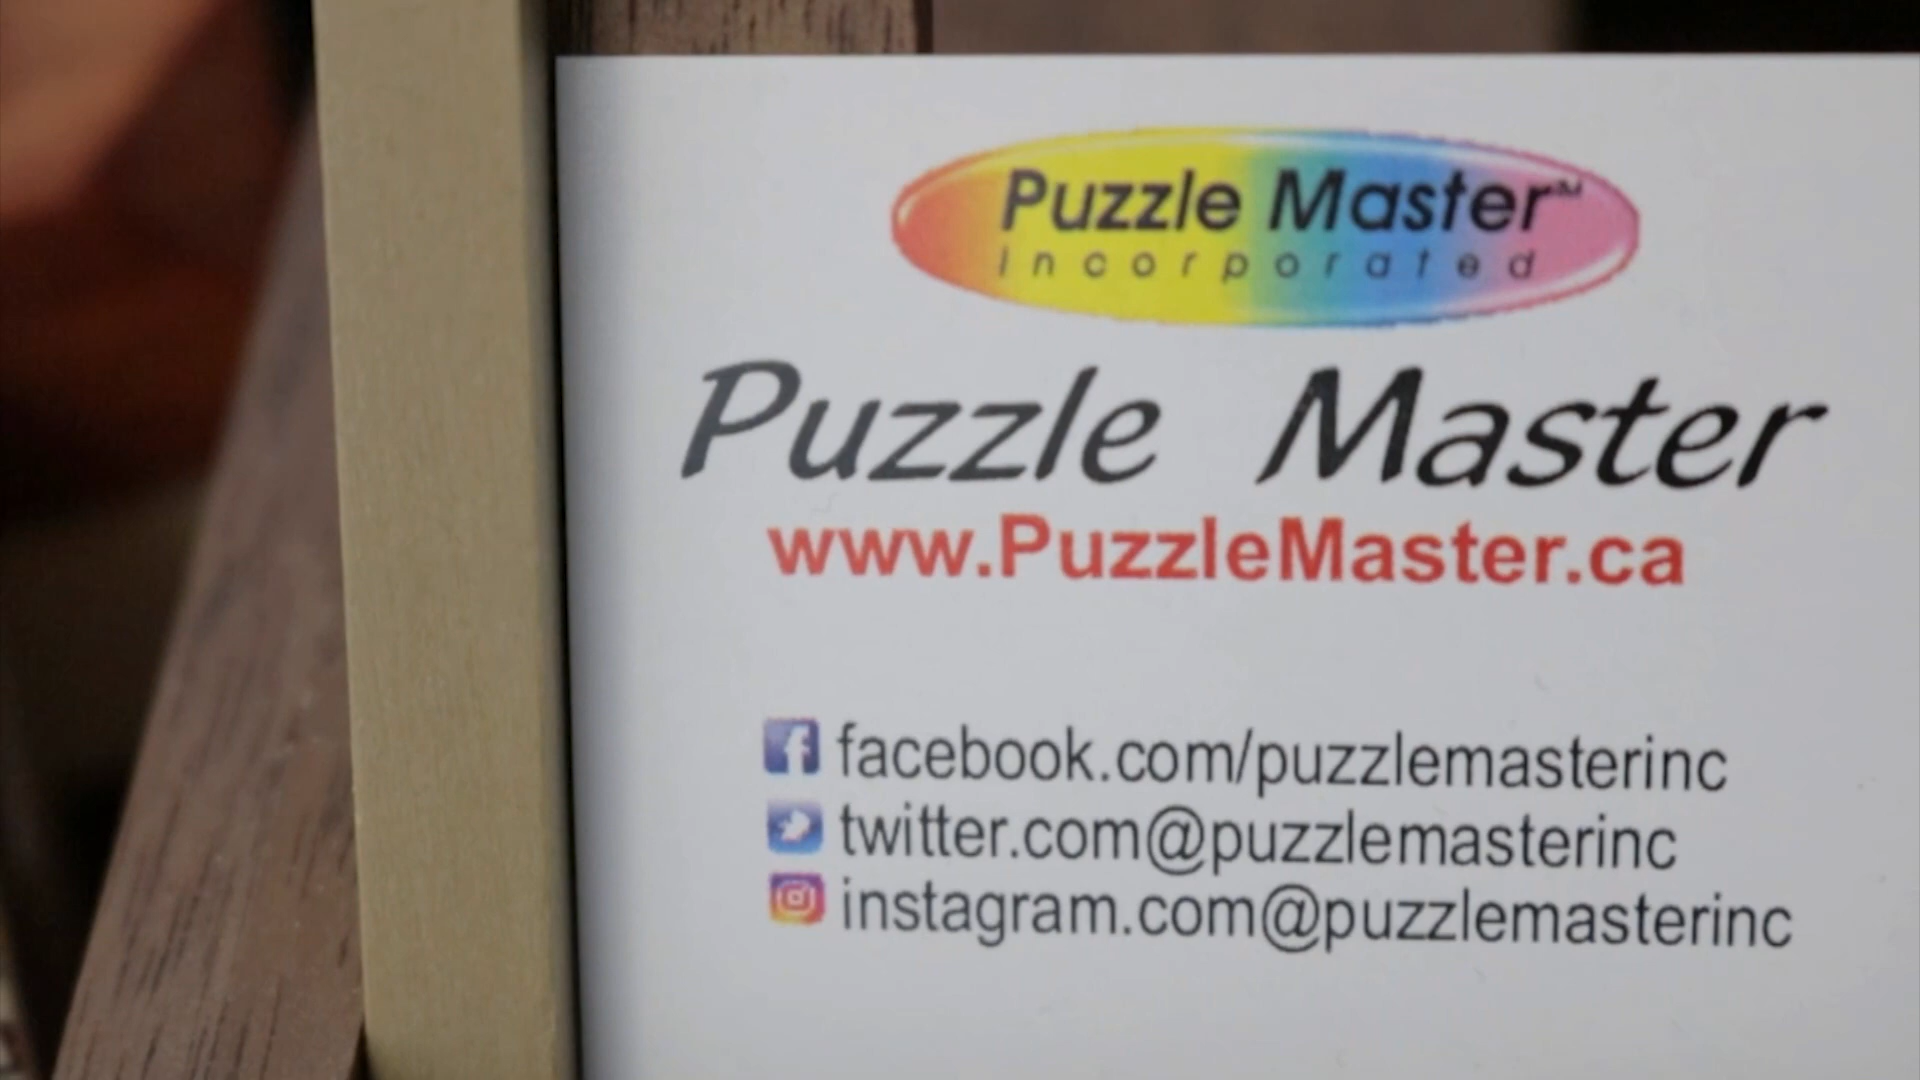 Puzzle Master™
Incorporated
Puzzle Master
www.PuzzleMaster.ca
facebook.com/puzzlemasterinc
twitter.com@puzzlemasterinc
instagram.com@puzzlemasterinc